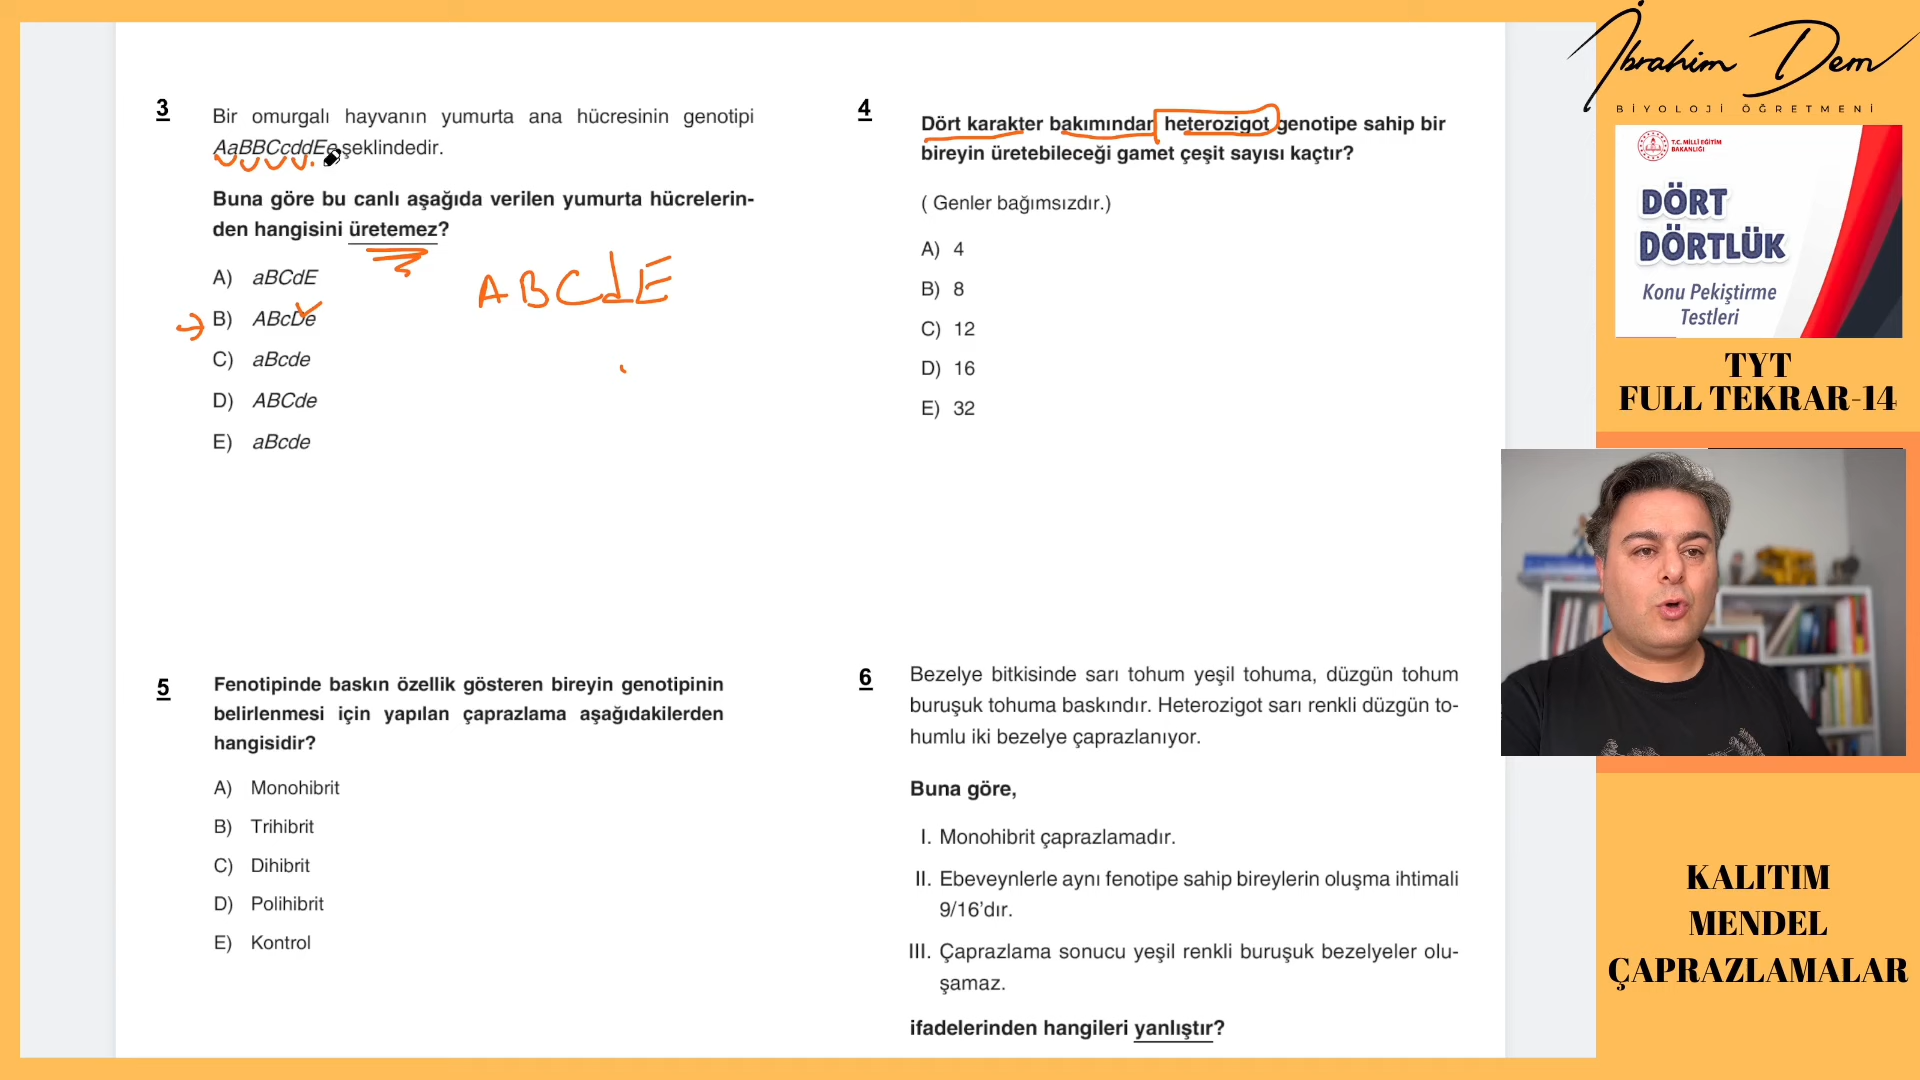 3
Bir omurgalı hayvanın yumurta ana hücresinin genotipi
AaBBCcddEe şeklindedir.
Buna göre bu canlı aşağıda verilen yumurta hücrelerin-
den hangisini üretemez?
A) aBCdE
B) ABcDe
C) aBcde
D) ABCde
E) aBcde
ABCdE
4
Dört karakter bakımından heterozigot genotipe sahip bir
bireyin üretebileceği gamet çeşit sayısı kaçtır?
( Genler bağımsızdır.)
A) 4
B) 8
C) 12
D) 16
E) 32
5
Fenotipinde baskın özellik gösteren bireyin genotipinin
belirlenmesi için yapılan çaprazlama aşağıdakilerden
hangisidir?
A) Monohibrit
B) Trihibrit
C) Dihibrit
D) Polihibrit
E) Kontrol
6
Bezelye bitkisinde sarı tohum yeşil tohuma, düzgün tohum
buruşuk tohuma baskındır. Heterozigot sarı renkli düzgün to-
humlu iki bezelye çaprazlanıyor.
Buna göre,
I. Monohibrit çaprazlamadır.
II. Ebeveynlerle aynı fenotipe sahip bireylerin oluşma ihtimali
9/16'dır.
III. Çaprazlama sonucu yeşil renkli buruşuk bezelyeler olu-
şamaz.
ifadelerinden hangileri yanlıştır?
İbrahim Dem
BİYOLOJİ ÖĞRETMENİ
T.C. MİLLÎ EĞİTİM
BAKANLIĞI
DÖRT
DÖRTLÜK
Konu Pekiştirme
Testleri
TYT
FULL TEKRAR-14
KALITIM
MENDEL
ÇAPRAZLAMALAR